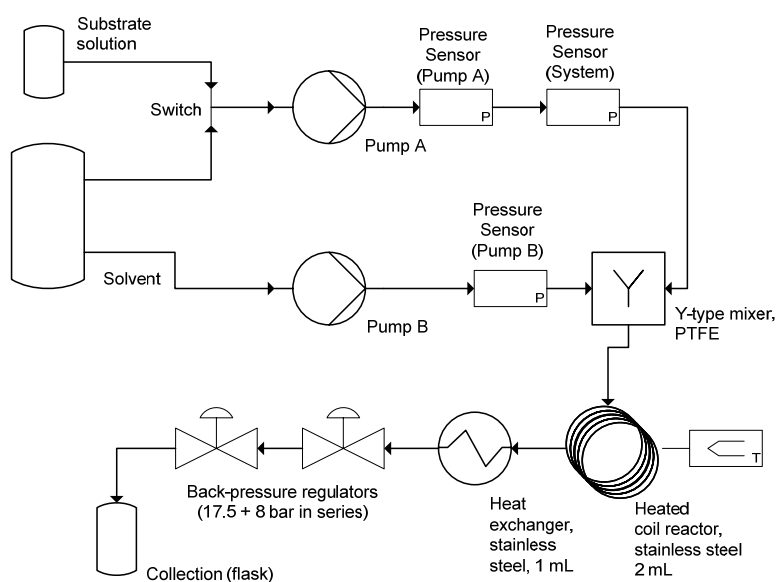 Substrate
solution
Switch
Pump A
Pressure
Sensor
(Pump A)
P
Pressure
Sensor
(System)
P
Solvent
Pump B
Pressure
Sensor
(Pump B)
P
Y
Y-type mixer,
PTFE
Back-pressure regulators
(17.5 + 8 bar in series)
Heat
exchanger,
stainless
steel, 1 mL
Heated
coil reactor,
stainless steel
2 mL
T
Collection (flask)